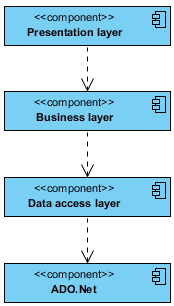 <<component>>
Presentation layer
<<component>>
Business layer
<<component>>
Data access layer
<<component>>
ADO.Net